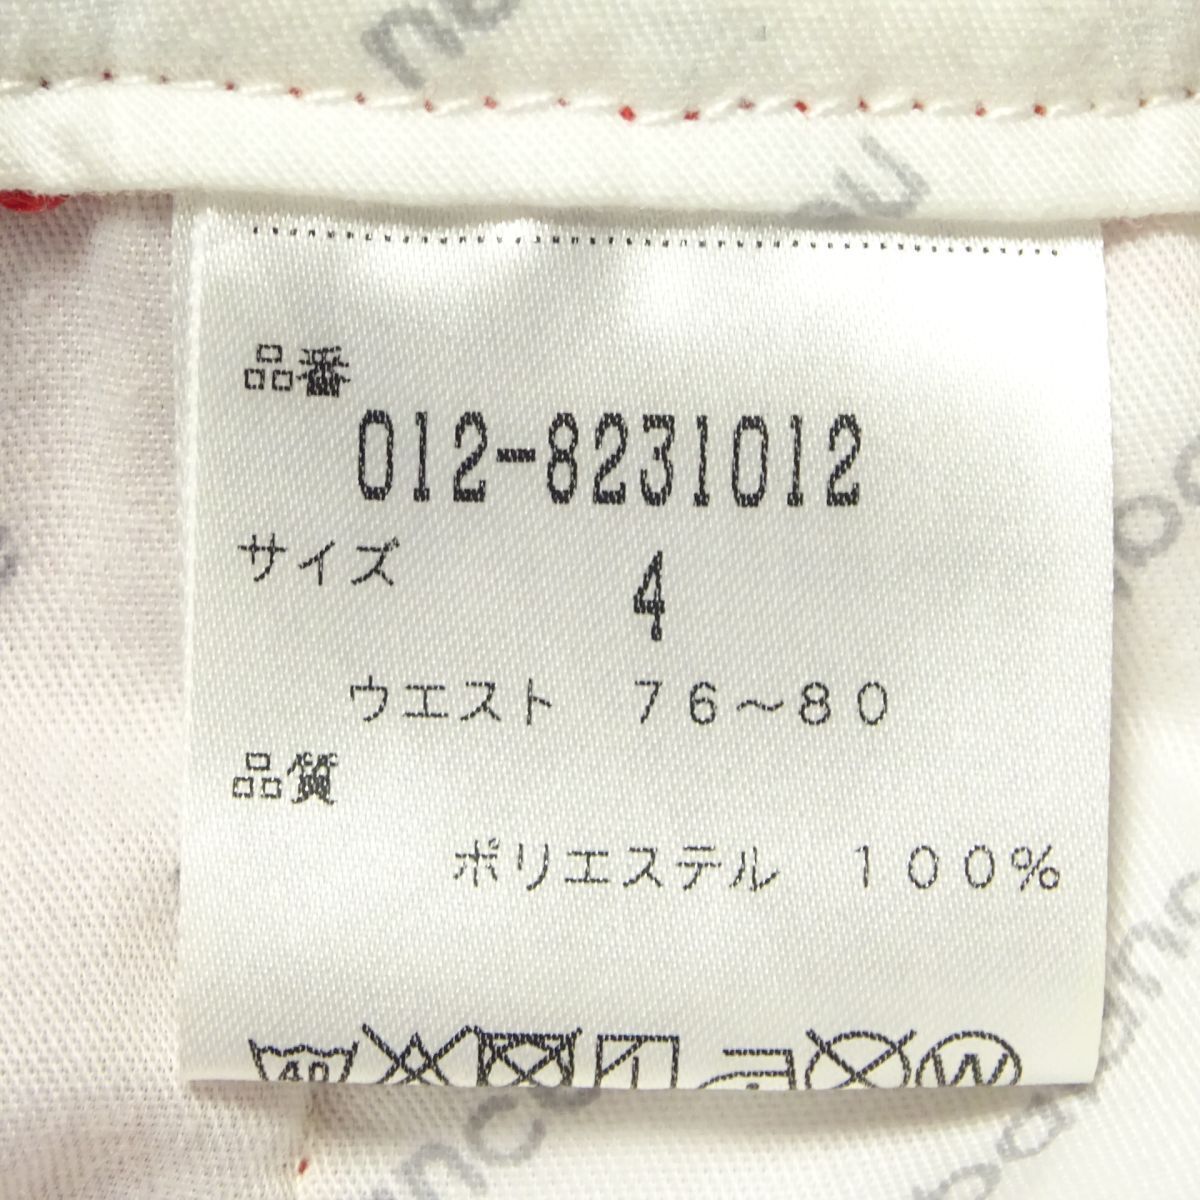 品番
012-8231012
サイズ 4
ウエスト 76〜80
品質
ポリエステル 100%
40 W